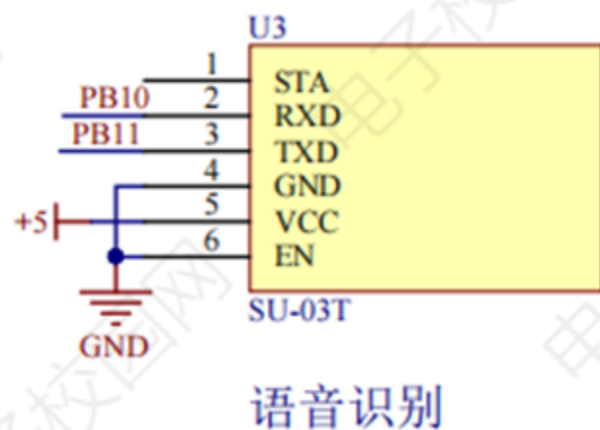 U3
1 STA
PB10 2 RXD
PB11 3 TXD
4 GND
+5 5 VCC
6 EN
GND
SU-03T
语音识别